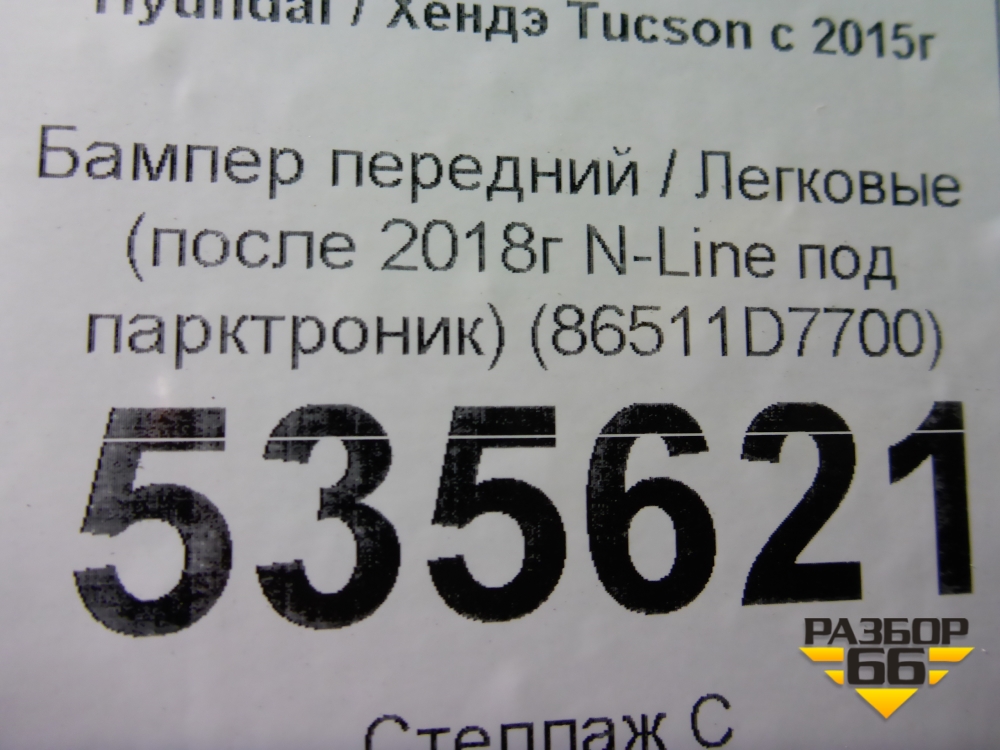 Hyundai / Хендэ Tucson с 2015г
Бампер передний / Легковые
(после 2018г N-Line под
парктроник) (86511D7700)
535621
РАЗБОР
66
Стеллаж С